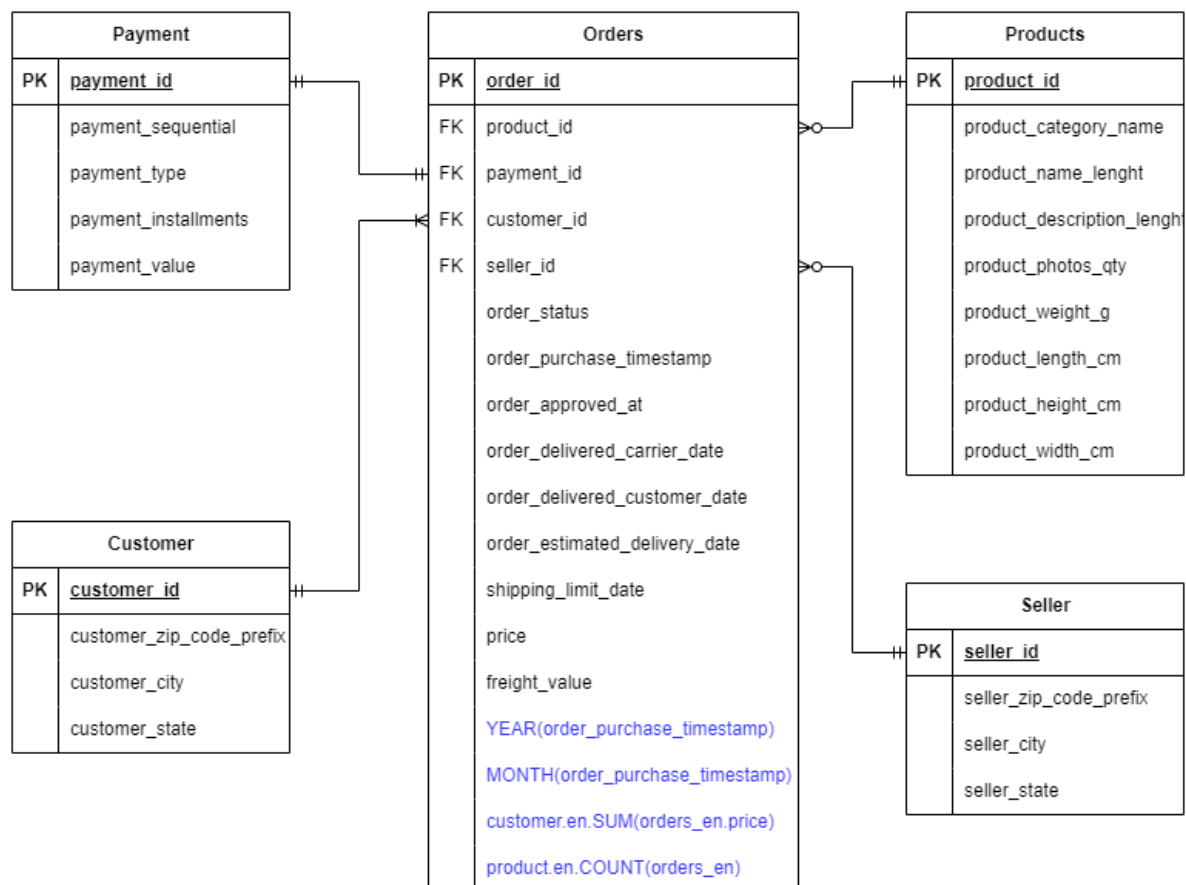 Payment
PK payment_id
payment_sequential
payment_type
payment_installments
payment_value
Customer
PK customer_id
customer_zip_code_prefix
customer_city
customer_state
Orders
PK order_id
FK product_id
FK payment_id
FK customer_id
FK seller_id
order_status
order_purchase_timestamp
order_approved_at
order_delivered_carrier_date
order_delivered_customer_date
order_estimated_delivery_date
shipping_limit_date
price
freight_value
YEAR(order_purchase_timestamp)
MONTH(order_purchase_timestamp)
customer.en.SUM(orders_en.price)
product.en.COUNT(orders_en)
Products
PK product_id
product_category_name
product_name_lenght
product_description_lenght
product_photos_qty
product_weight_g
product_length_cm
product_height_cm
product_width_cm
Seller
PK seller_id
seller_zip_code_prefix
seller_city
seller_state